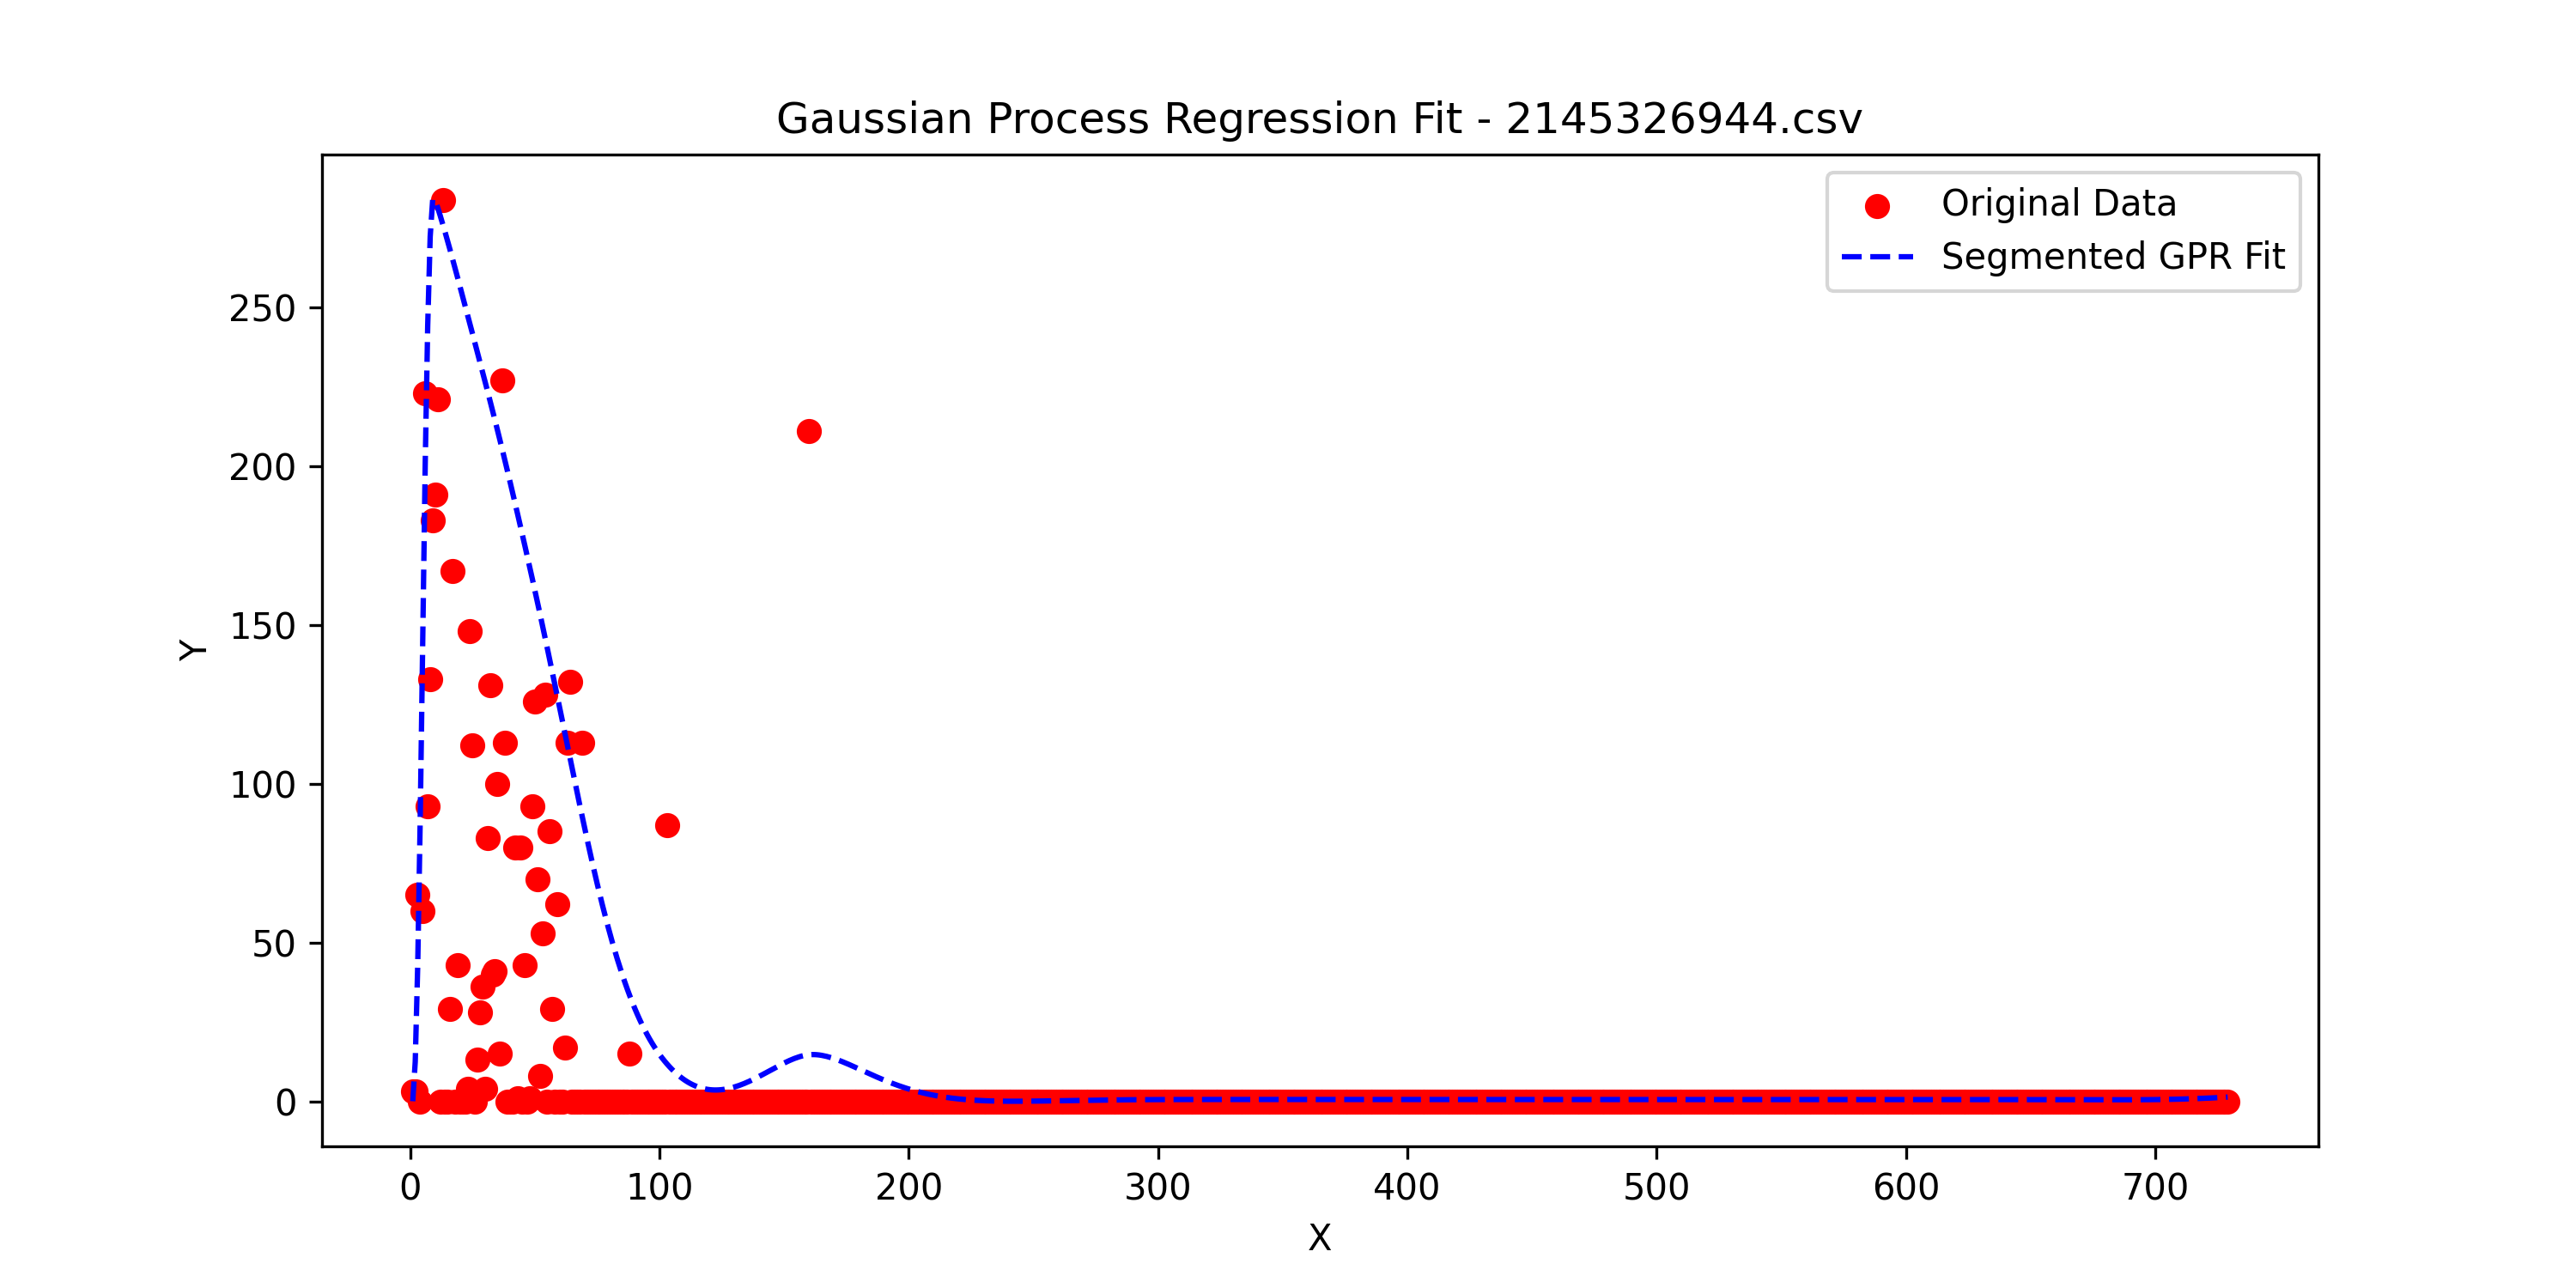 Gaussian Process Regression Fit - 2145326944.csv
Original Data
Segmented GPR Fit
250
200
150
100
50
0
Y
0 100 200 300 400 500 600 700
X